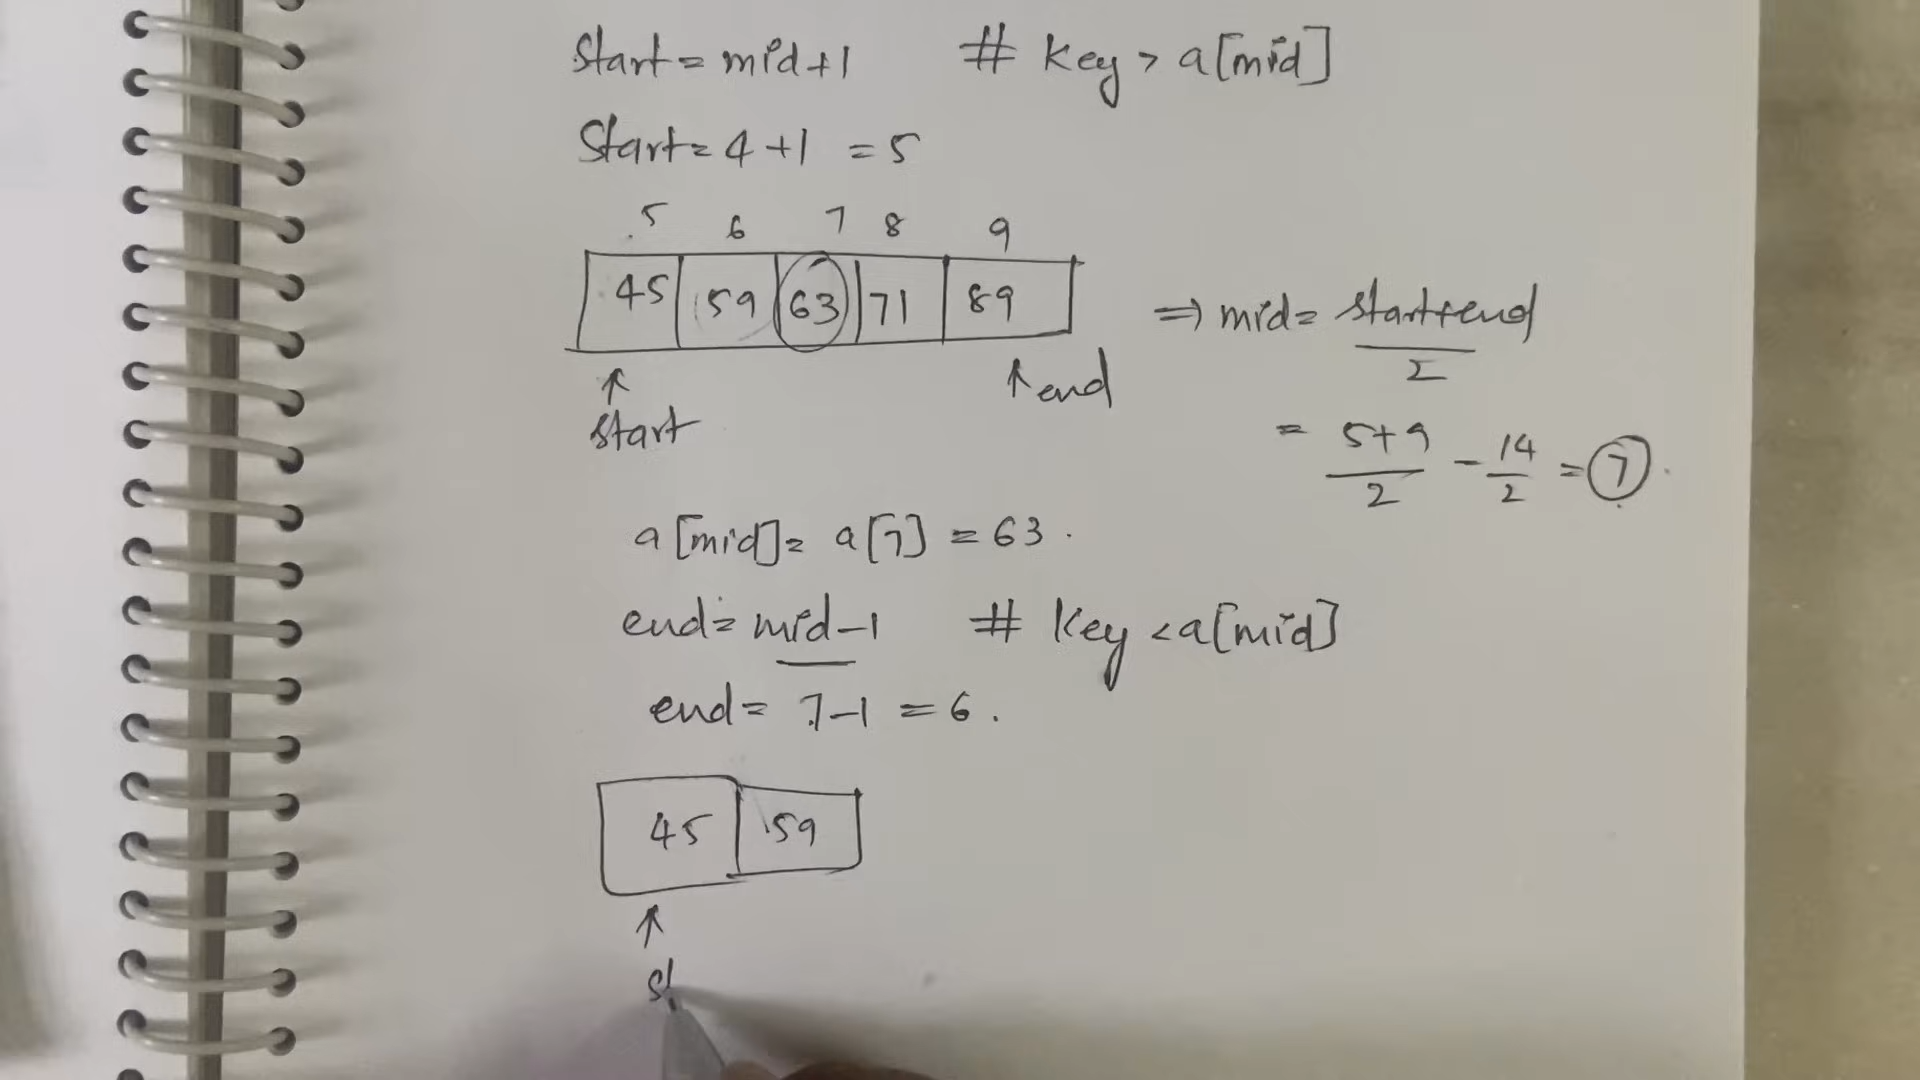 Start = mid+1 # Key > a[mid]
Start = 4+1 = 5
5 6 7 8 9
45 59 63 71 89
⇒ mid = start+end
2
↑ ↑ end
start
= 5+9 - 14 = 7
2 2
a[mid] = a[7] = 63.
end = mid-1 # Key < a[mid]
end = 7-1 = 6.
45 59
↑
st